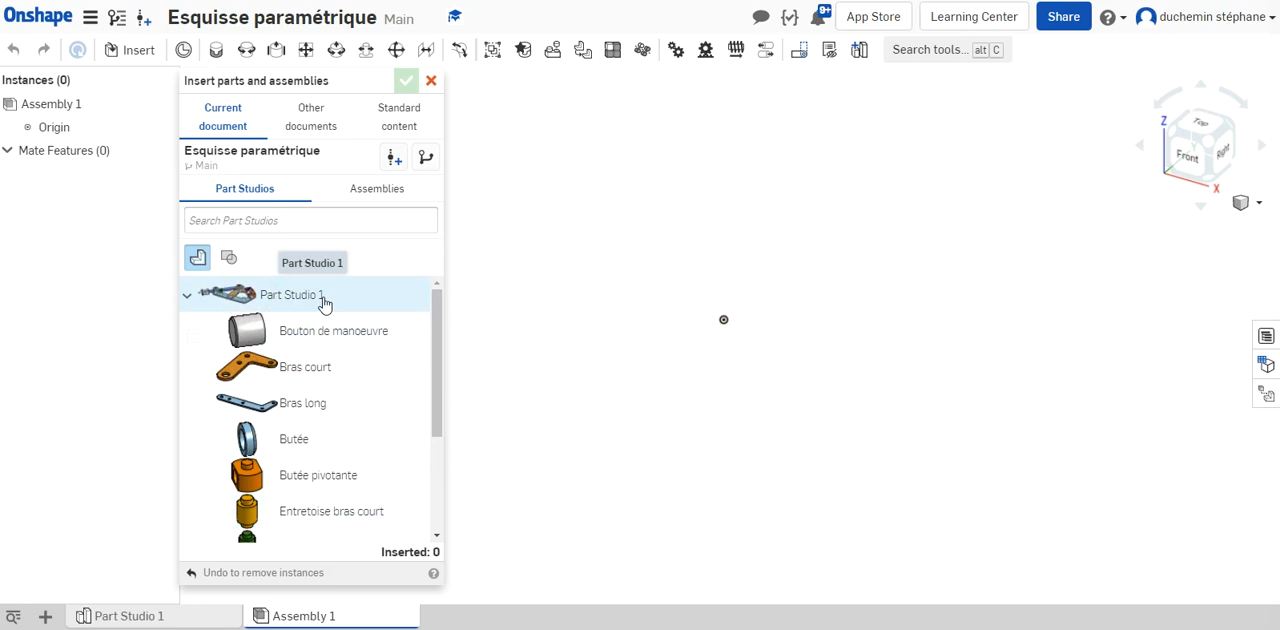 Onshape Esquisse paramétrique Main 9+ App Store Learning Center Share duchemin stéphane
Insert Search tools... alt C
Instances (0)
Assembly 1
Origin
Mate Features (0)
Insert parts and assemblies
Current document
Other documents
Standard content
Esquisse paramétrique
Main
Part Studios Assemblies
Search Part Studios
Part Studio 1
Part Studio 1
Bouton de manoeuvre
Bras court
Bras long
Butée
Butée pivotante
Entretoise bras court
Inserted: 0
Undo to remove instances
Top
Front
Right
Z
X
Part Studio 1 Assembly 1